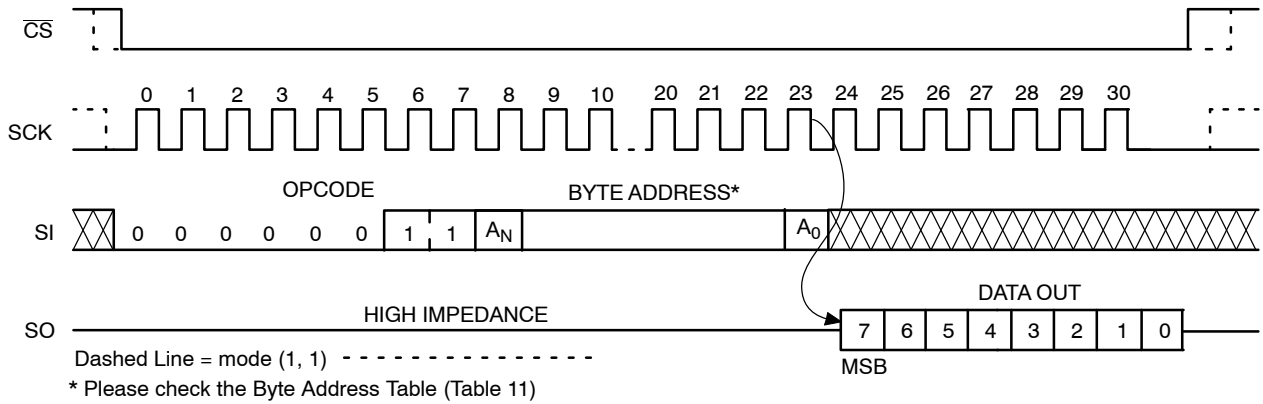 CS
0 1 2 3 4 5 6 7 8 9 10 20 21 22 23 24 25 26 27 28 29 30
SCK
OPCODE BYTE ADDRESS*
SI 0 0 0 0 0 0 1 1 AN A0
DATA OUT
HIGH IMPEDANCE
SO 7 6 5 4 3 2 1 0
Dashed Line = mode (1, 1) - - - - - - - - - - - - - -
MSB
* Please check the Byte Address Table (Table 11)